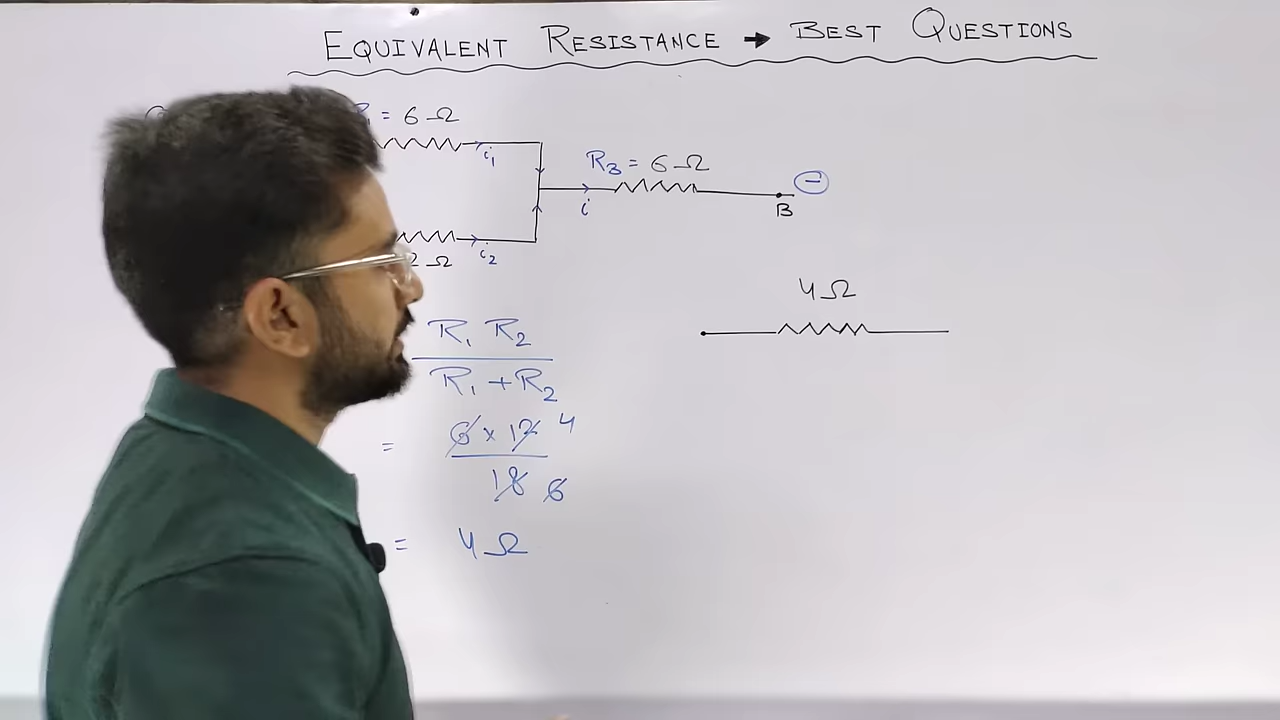 EQUIVALENT RESISTANCE → BEST QUESTIONS
= 6 Ω
i₁
R₃ = 6 Ω
⊖
i
B
i₂
2 Ω
4 Ω
R₁ R₂
R₁ + R₂
= 6 × 12 4
18 6
= 4 Ω